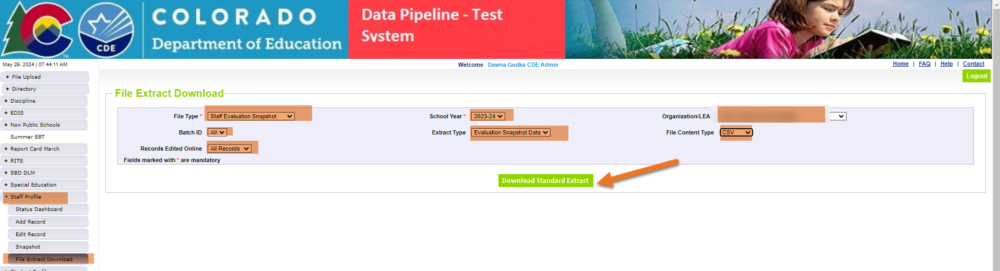 COLORADO
Department of Education
CDE
TM
Data Pipeline - Test
System
May 29, 2024 | 07:44:11 AM
Welcome Dawna Gudka CDE Admin
Home | FAQ | Help | Contact
Logout
+ File Upload
+ Directory
+ Discipline
+ EDIS
+ Non Public Schools
Summer EBT
+ Report Card March
+ RITS
+ SBD DLM
+ Special Education
- Staff Profile
Status Dashboard
Add Record
Edit Record
Snapshot
File Extract Download
File Extract Download
File Type * Staff Evaluation Snapshot School Year * 2023-24 Organization/LEA
Batch ID All Extract Type Evaluation Snapshot Data File Content Type CSV
Records Edited Online All Records
Fields marked with * are mandatory
Download Standard Extract